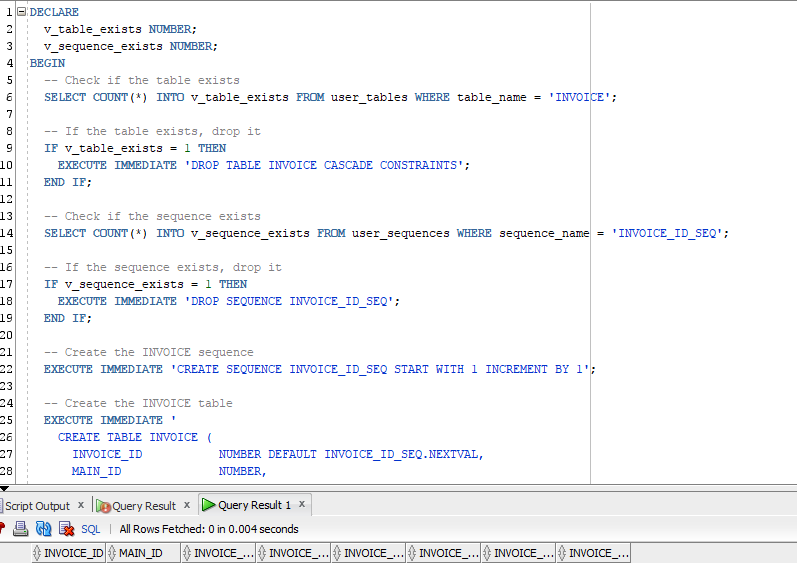 1 DECLARE
2 v_table_exists NUMBER;
3 v_sequence_exists NUMBER;
4 BEGIN
5 -- Check if the table exists
6 SELECT COUNT(*) INTO v_table_exists FROM user_tables WHERE table_name = 'INVOICE';
7
8 -- If the table exists, drop it
9 IF v_table_exists = 1 THEN
10 EXECUTE IMMEDIATE 'DROP TABLE INVOICE CASCADE CONSTRAINTS';
11 END IF;
12
13 -- Check if the sequence exists
14 SELECT COUNT(*) INTO v_sequence_exists FROM user_sequences WHERE sequence_name = 'INVOICE_ID_SEQ';
15
16 -- If the sequence exists, drop it
17 IF v_sequence_exists = 1 THEN
18 EXECUTE IMMEDIATE 'DROP SEQUENCE INVOICE_ID_SEQ';
19 END IF;
20
21 -- Create the INVOICE sequence
22 EXECUTE IMMEDIATE 'CREATE SEQUENCE INVOICE_ID_SEQ START WITH 1 INCREMENT BY 1';
23
24 -- Create the INVOICE table
25 EXECUTE IMMEDIATE '
26 CREATE TABLE INVOICE (
27 INVOICE_ID NUMBER DEFAULT INVOICE_ID_SEQ.NEXTVAL,
28 MAIN_ID NUMBER,
Script Output x Query Result x Query Result 1 x
SQL | All Rows Fetched: 0 in 0.004 seconds
INVOICE_ID MAIN_ID INVOICE_... INVOICE_... INVOICE_... INVOICE_... INVOICE_... INVOICE_...